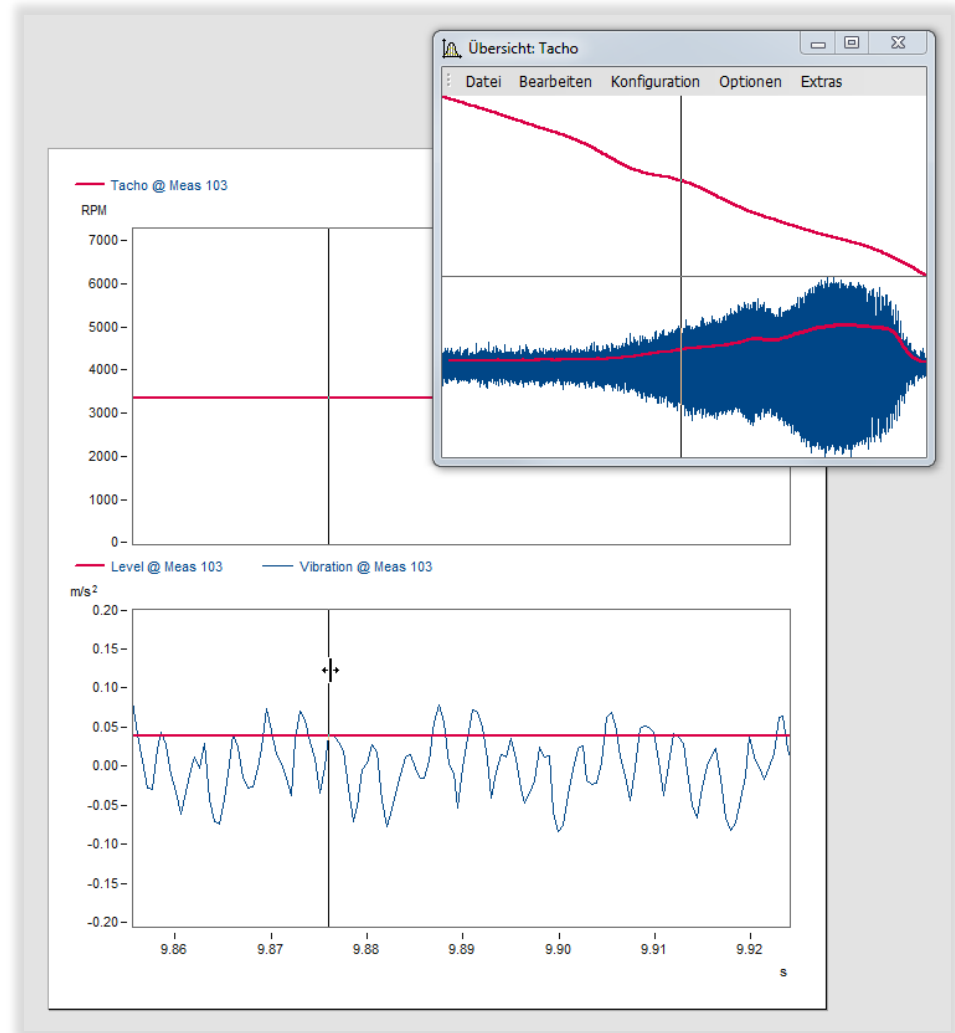 Übersicht: Tacho
Datei Bearbeiten Konfiguration Optionen Extras
Tacho @ Meas 103
RPM
7000
6000
5000
4000
3000
2000
1000
0
Level @ Meas 103 Vibration @ Meas 103
m/s²
0.20
0.15
0.10
0.05
0.00
-0.05
-0.10
-0.15
-0.20
9.86 9.87 9.88 9.89 9.90 9.91 9.92
s